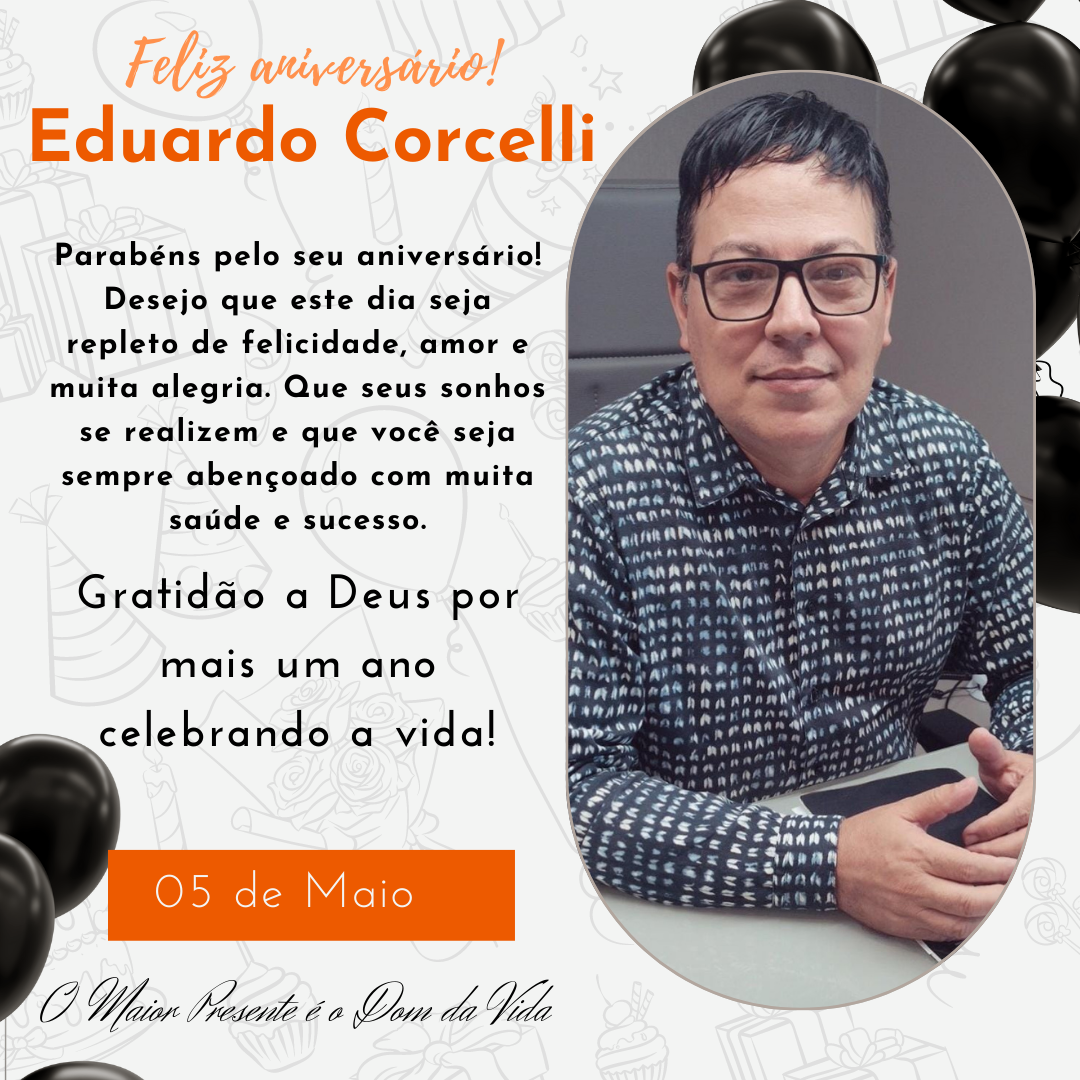 Feliz aniversário!
Eduardo Corcelli
Parabéns pelo seu aniversário!
Desejo que este dia seja
repleto de felicidade, amor e
muita alegria. Que seus sonhos
se realizem e que você seja
sempre abençoado com muita
saúde e sucesso.
Gratidão a Deus por
mais um ano
celebrando a vida!
05 de Maio
O Maior Presente é o Dom da Vida